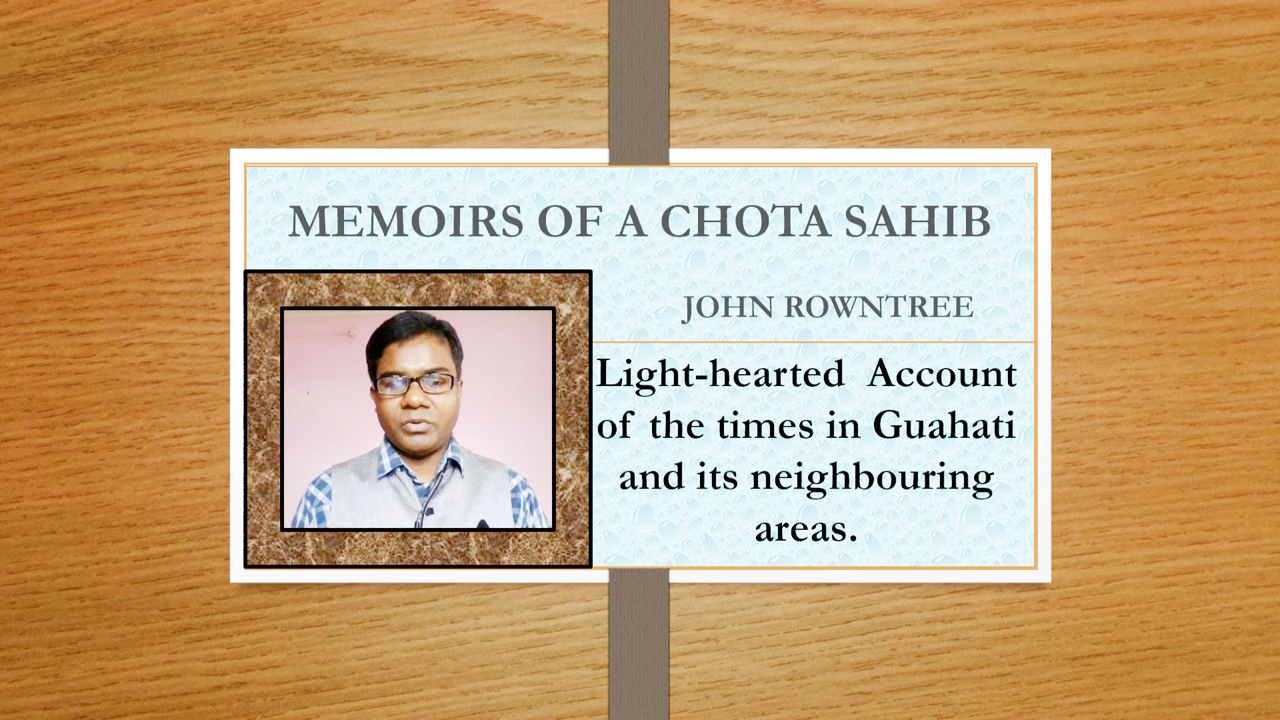 MEMOIRS OF A CHOTA SAHIB
JOHN ROWNTREE
Light-hearted Account
of the times in Guahati
and its neighbouring
areas.